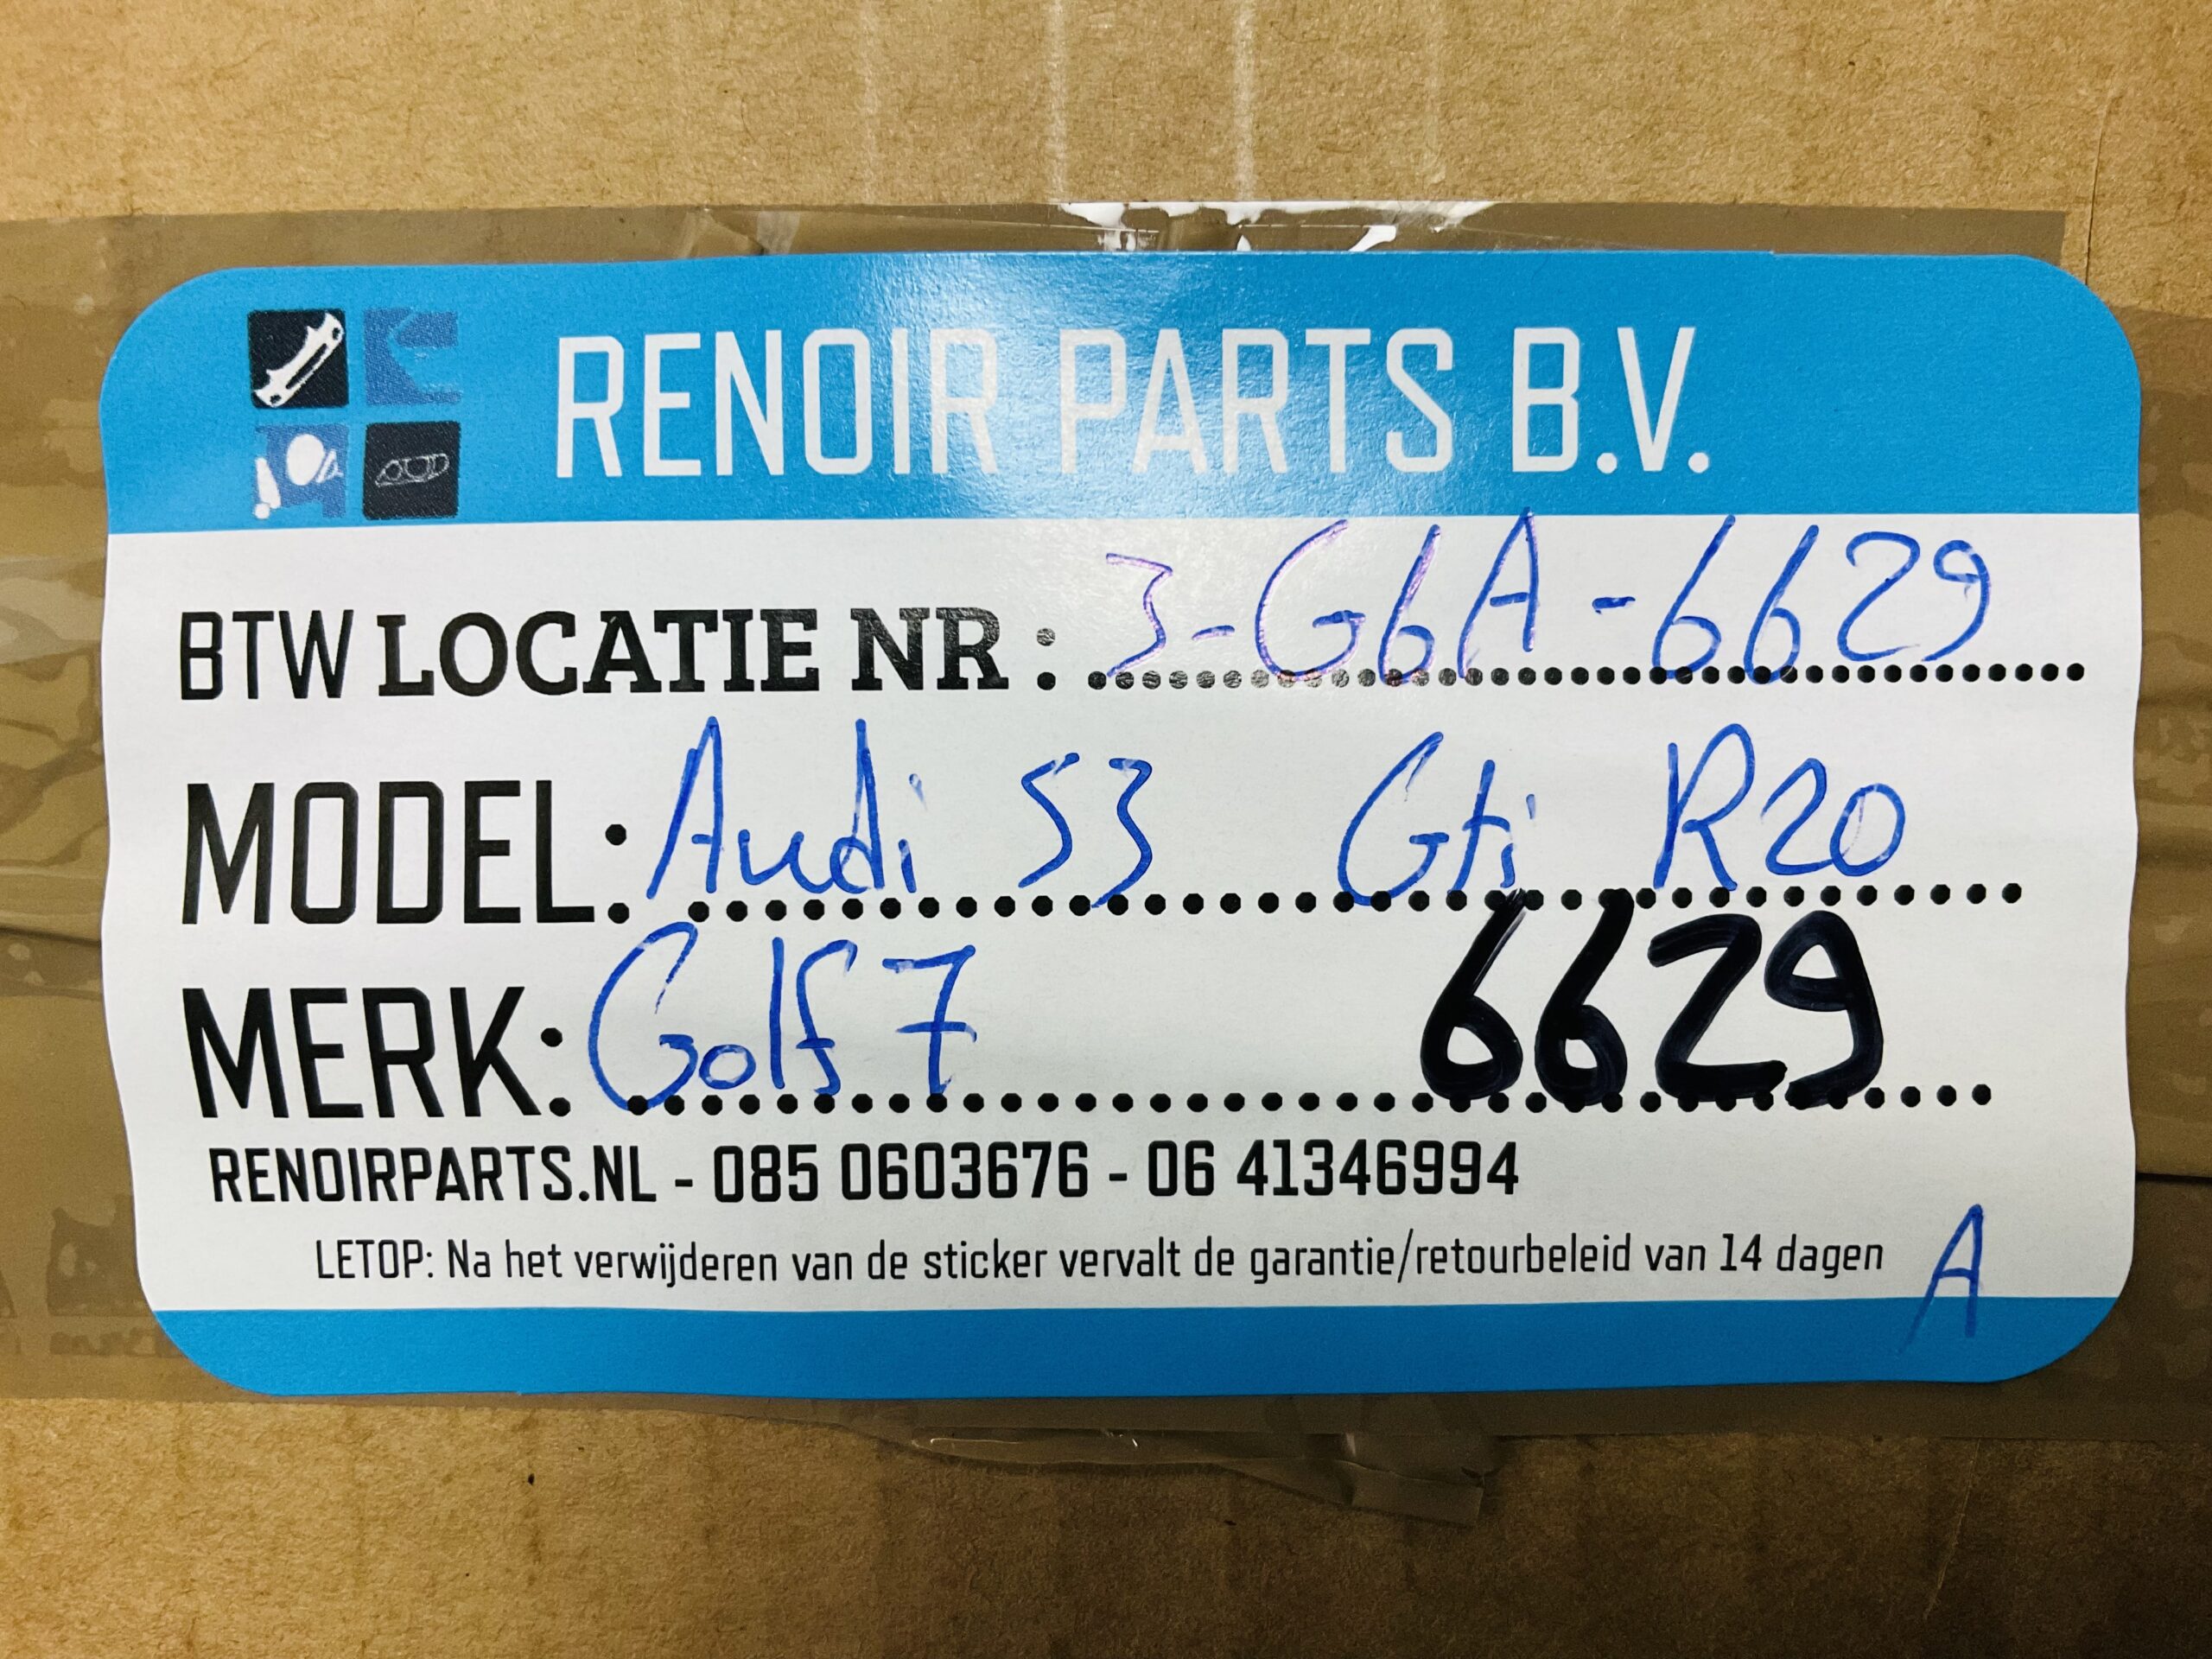 RENOIR PARTS B.V.
BTW LOCATIE NR : 3-G6A-6629
MODEL: Audi S3 Gti R20
MERK: Golf 7 6629
RENOIRPARTS.NL - 085 0603676 - 06 41346994
LETOP: Na het verwijderen van de sticker vervalt de garantie/retourbeleid van 14 dagen
A